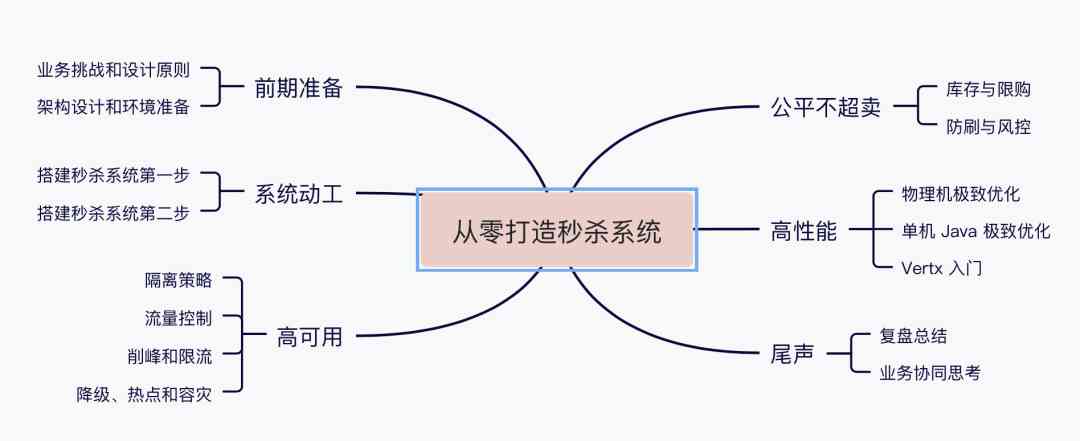 从零打造秒杀系统
前期准备
业务挑战和设计原则
架构设计和环境准备
系统动工
搭建秒杀系统第一步
搭建秒杀系统第二步
高可用
隔离策略
流量控制
削峰和限流
降级、热点和容灾
公平不超卖
库存与限购
防刷与风控
高性能
物理机极致优化
单机 Java 极致优化
Vertx 入门
尾声
复盘总结
业务协同思考